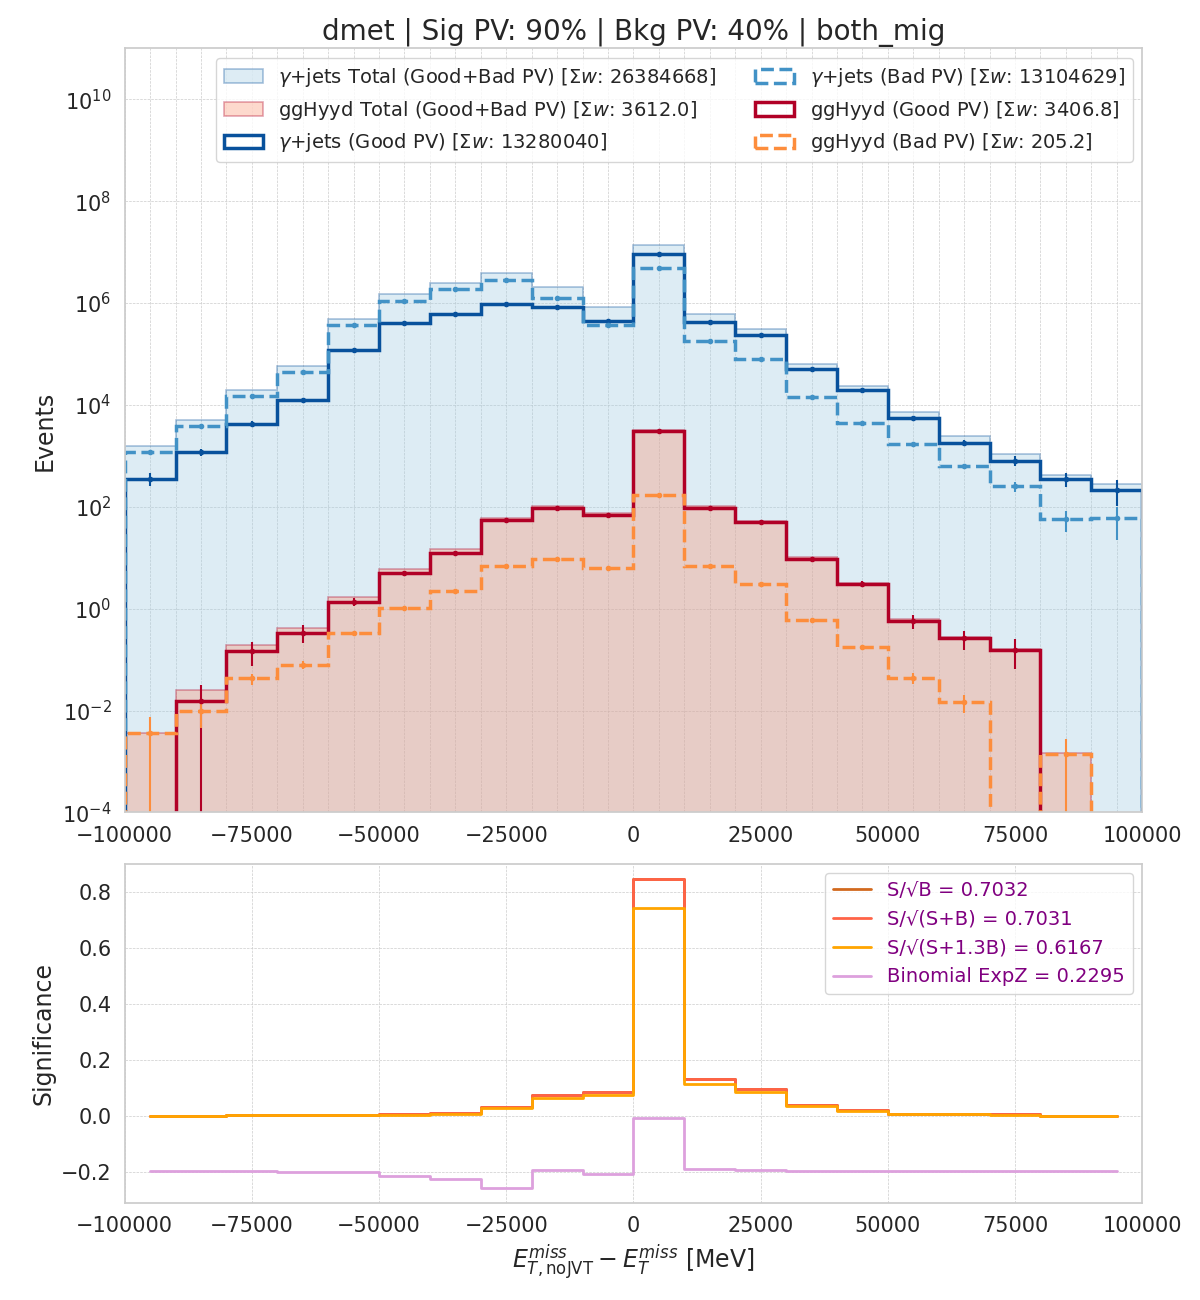 dmet | Sig PV: 90% | Bkg PV: 40% | both_mig
γ+jets Total (Good+Bad PV) [Σw: 26384668]
ggHyyd Total (Good+Bad PV) [Σw: 3612.0]
γ+jets (Good PV) [Σw: 13280040]
γ+jets (Bad PV) [Σw: 13104629]
ggHyyd (Good PV) [Σw: 3406.8]
ggHyyd (Bad PV) [Σw: 205.2]
Events
10^10
10^8
10^6
10^4
10^2
10^0
10^−2
10^−4
−100000 −75000 −50000 −25000 0 25000 50000 75000 100000
S/√B = 0.7032
S/√(S+B) = 0.7031
S/√(S+1.3B) = 0.6167
Binomial ExpZ = 0.2295
Significance
0.8
0.6
0.4
0.2
0.0
−0.2
−100000 −75000 −50000 −25000 0 25000 50000 75000 100000
E_{T,noJVT}^{miss} − E_T^{miss} [MeV]